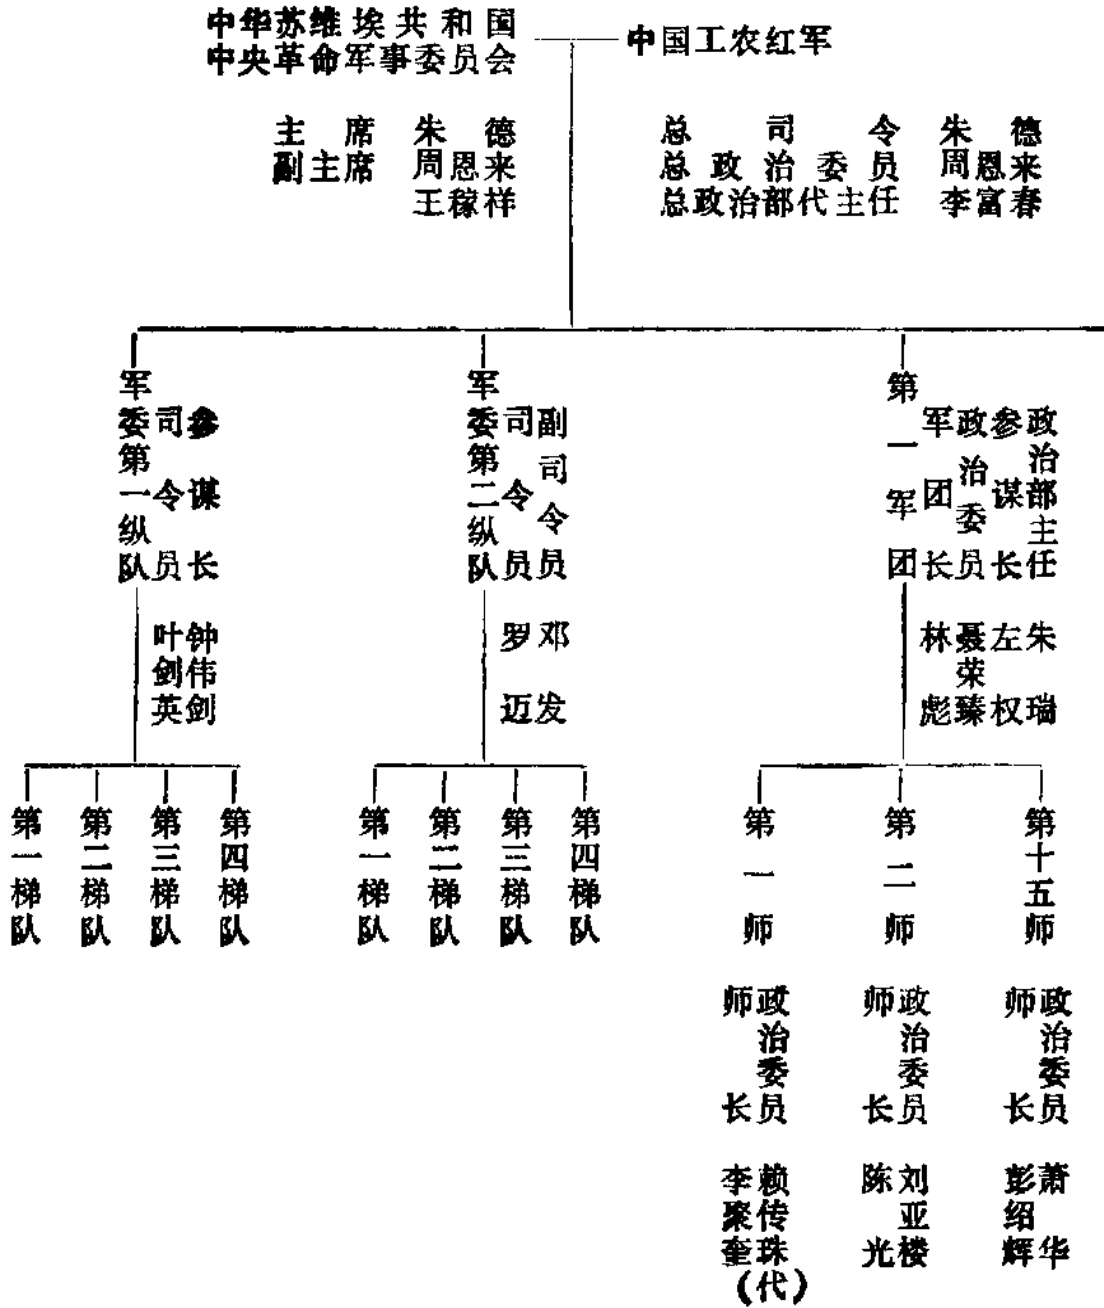 中华苏维埃共和国
中央革命军事委员会
中国工农红军
主席 朱德
副主席 周恩来
王稼祥
总司令 朱德
总政治委员 周恩来
总政治部代主任 李富春
军委第一纵队
司令员 叶剑英
参谋长 钟伟剑
第一梯队
第二梯队
第三梯队
第四梯队
军委第二纵队
司令员 罗迈
副司令员 邓发
第一梯队
第二梯队
第三梯队
第四梯队
第一军团
军团长 林彪
政治委员 聂荣臻
参谋长 左权
政治部主任 朱瑞
第一师
师长 李聚奎
政治委员 赖传珠(代)
第二师
师长 陈光
政治委员 刘亚楼
第十五师
师长 彭绍辉
政治委员 萧华